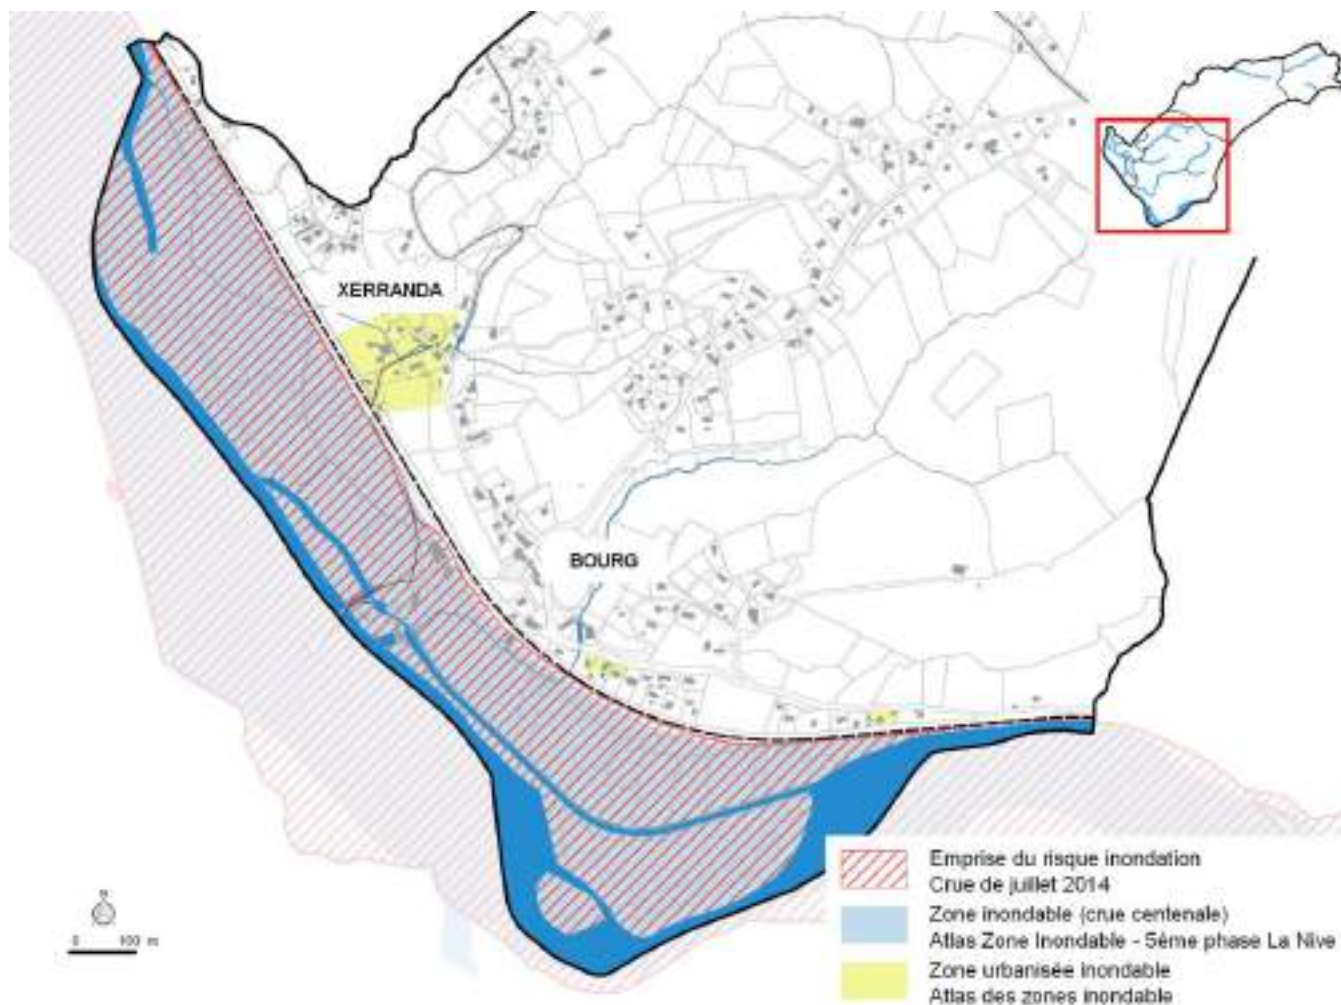 XERRANDA
BOURG
N
0 100 m
Emprise du risque inondation
Crue de juillet 2014
Zone inondable (crue centenale)
Atlas Zone Inondable - 5ème phase La Nive
Zone urbanisée inondable
Atlas des zones inondable